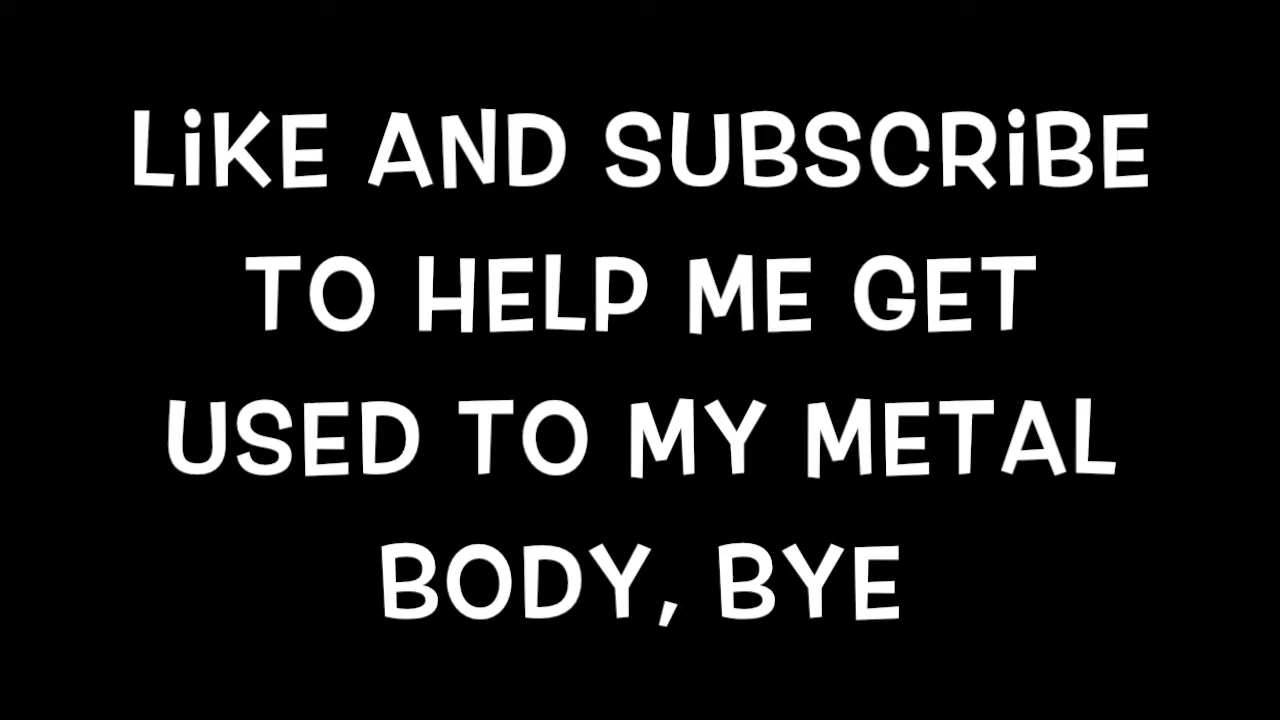 LiKE AND SUBSCRiBE
TO HELP ME GET
USED TO MY METAL
BODY, BYE